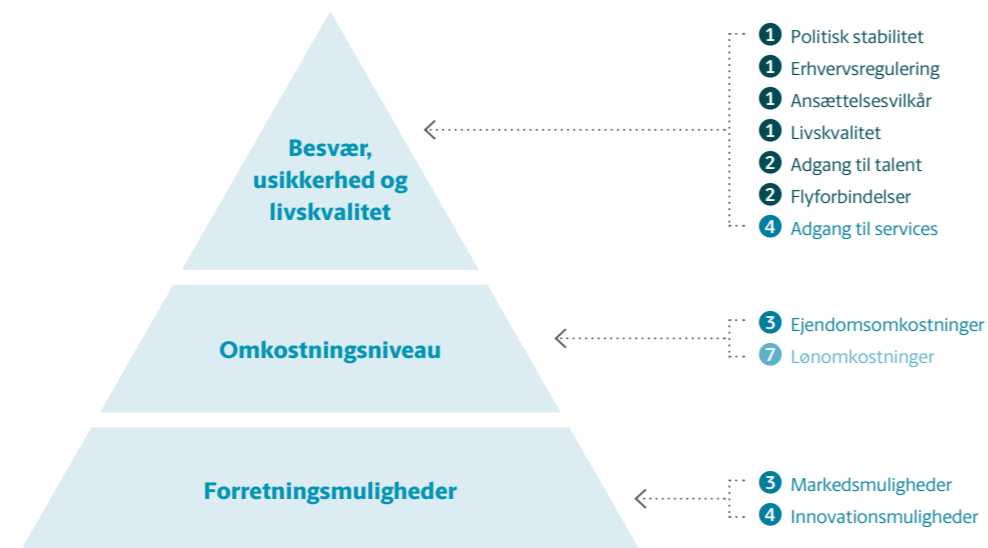 Besvær,
usikkerhed og
livskvalitet
1 Politisk stabilitet
1 Erhvervsregulering
1 Ansættelsesvilkår
1 Livskvalitet
2 Adgang til talent
2 Flyforbindelser
4 Adgang til services
Omkostningsniveau
3 Ejendomsomkostninger
7 Lønomkostninger
Forretningsmuligheder
3 Markedsmuligheder
4 Innovationsmuligheder